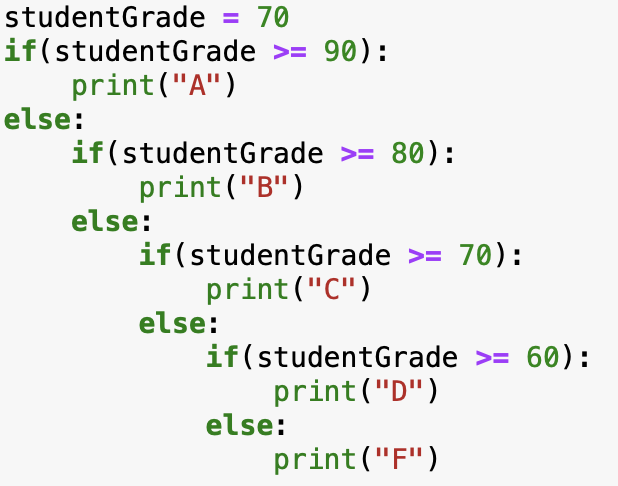 studentGrade = 70
if(studentGrade >= 90):
    print("A")
else:
    if(studentGrade >= 80):
        print("B")
    else:
        if(studentGrade >= 70):
            print("C")
        else:
            if(studentGrade >= 60):
                print("D")
            else:
                print("F")